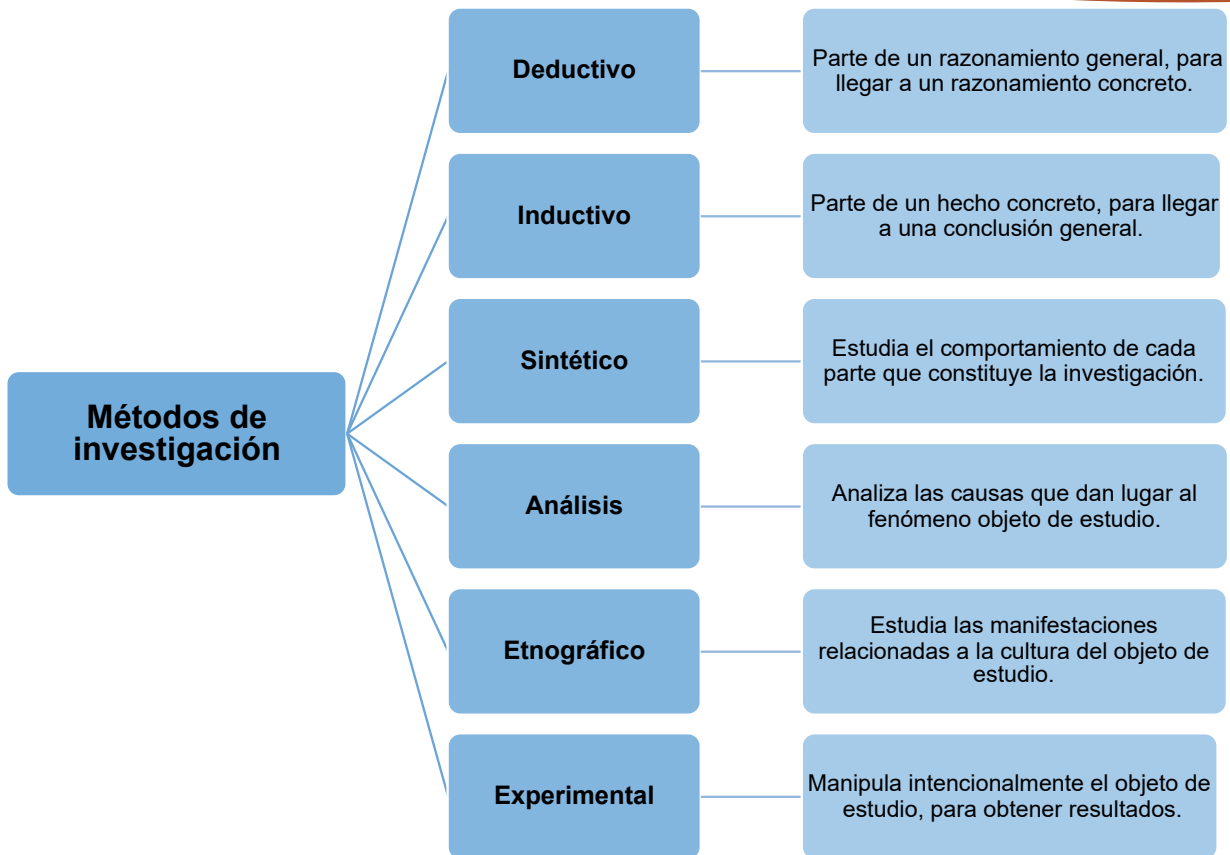 Métodos de
investigación
Deductivo
Parte de un razonamiento general, para
llegar a un razonamiento concreto.
Inductivo
Parte de un hecho concreto, para llegar
a una conclusión general.
Sintético
Estudia el comportamiento de cada
parte que constituye la investigación.
Análisis
Analiza las causas que dan lugar al
fenómeno objeto de estudio.
Etnográfico
Estudia las manifestaciones
relacionadas a la cultura del objeto de
estudio.
Experimental
Manipula intencionalmente el objeto de
estudio, para obtener resultados.